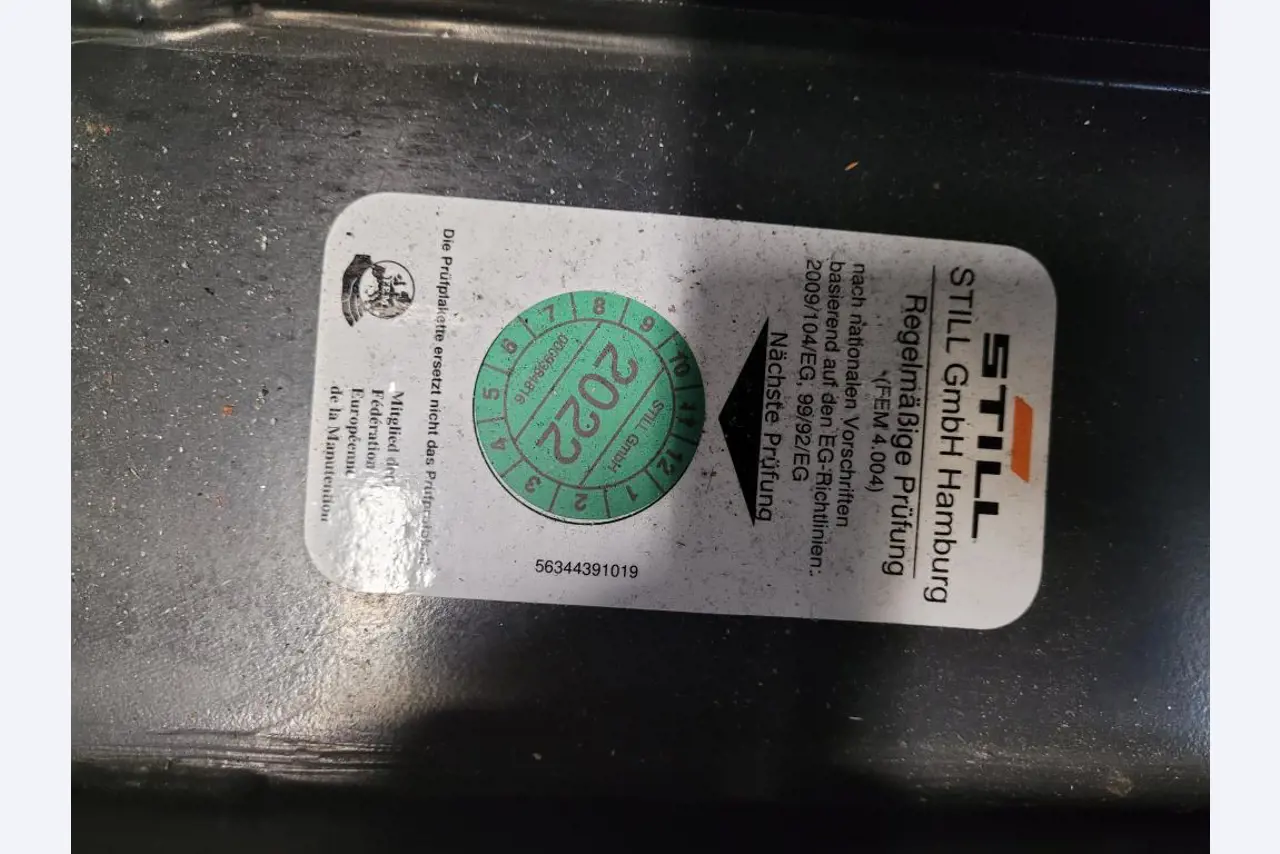 STILL
STILL GmbH Hamburg
Regelmäßige Prüfung
(FEM 4.004)
nach nationalen Vorschriften
basierend auf den EG-Richtlinien:
2009/104/EG, 99/92/EG
Nächste Prüfung
1 2 3 4 5 6 7 8 9 10 11 12
STILL GmbH
2022
56344391019
Die Prüfplakette ersetzt nicht das
Mitglied der
Fédération
Européenne
de la Manutention